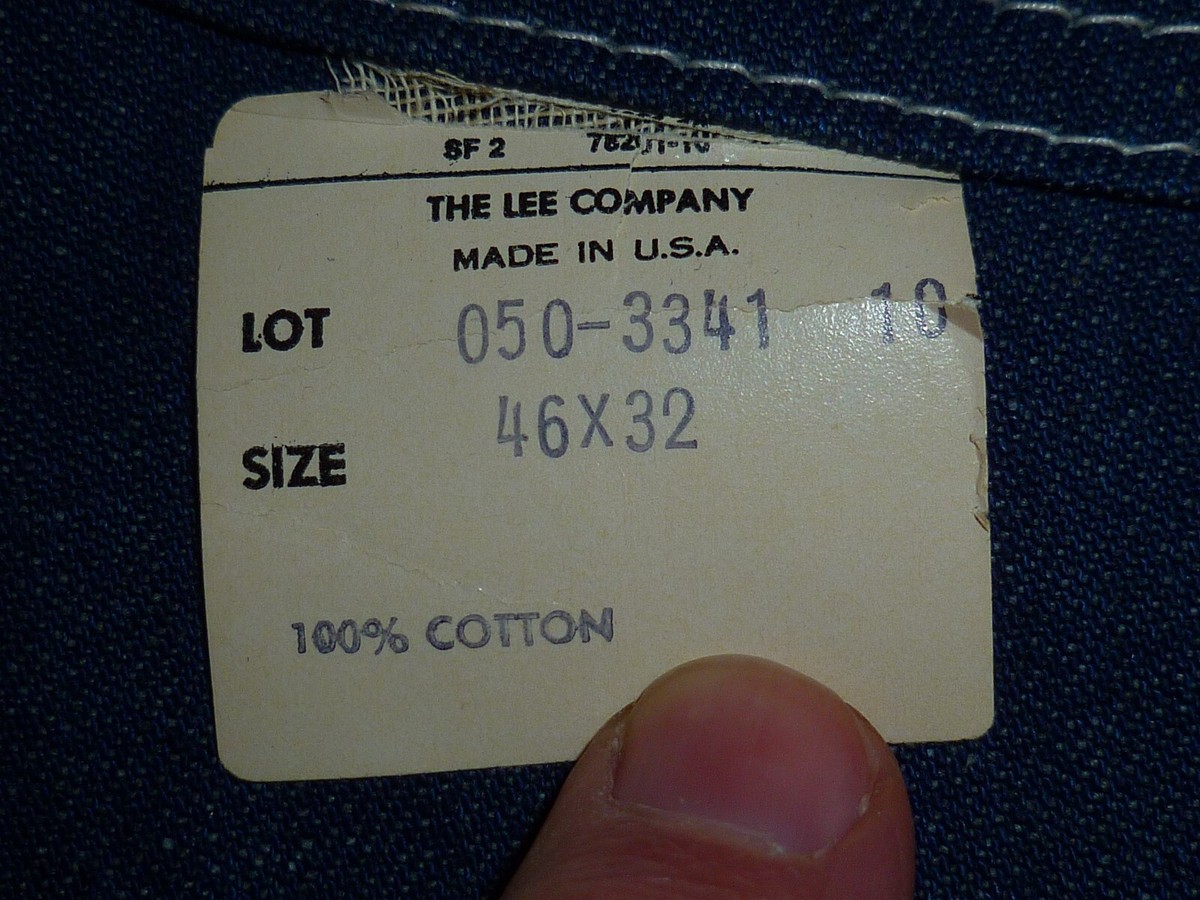 SF 2
THE LEE COMPANY
MADE IN U.S.A.
LOT 050-3341 10
46X32
SIZE
100% COTTON